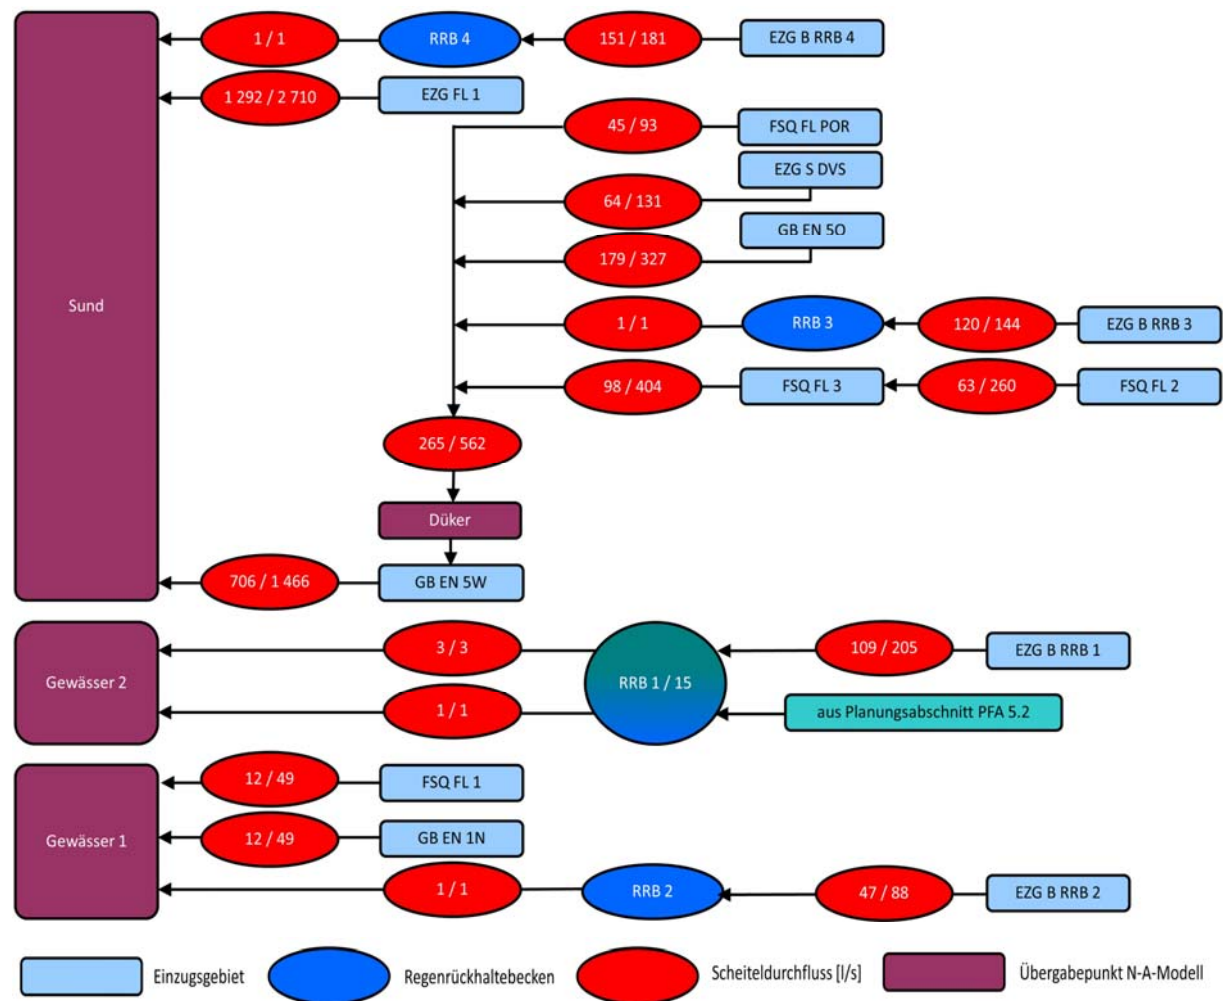 1 / 1
RRB 4
151 / 181
EZG B RRB 4
1 292 / 2 710
EZG FL 1
45 / 93
FSQ FL POR
EZG S DVS
64 / 131
GB EN 5O
179 / 327
Sund
1 / 1
RRB 3
120 / 144
EZG B RRB 3
98 / 404
FSQ FL 3
63 / 260
FSQ FL 2
265 / 562
Düker
706 / 1 466
GB EN 5W
3 / 3
109 / 205
EZG B RRB 1
Gewässer 2
RRB 1 / 15
1 / 1
aus Planungsabschnitt PFA 5.2
12 / 49
FSQ FL 1
Gewässer 1
12 / 49
GB EN 1N
1 / 1
RRB 2
47 / 88
EZG B RRB 2
Einzugsgebiet
Regenrückhaltebecken
Scheiteldurchfluss [l/s]
Übergabepunkt N-A-Modell